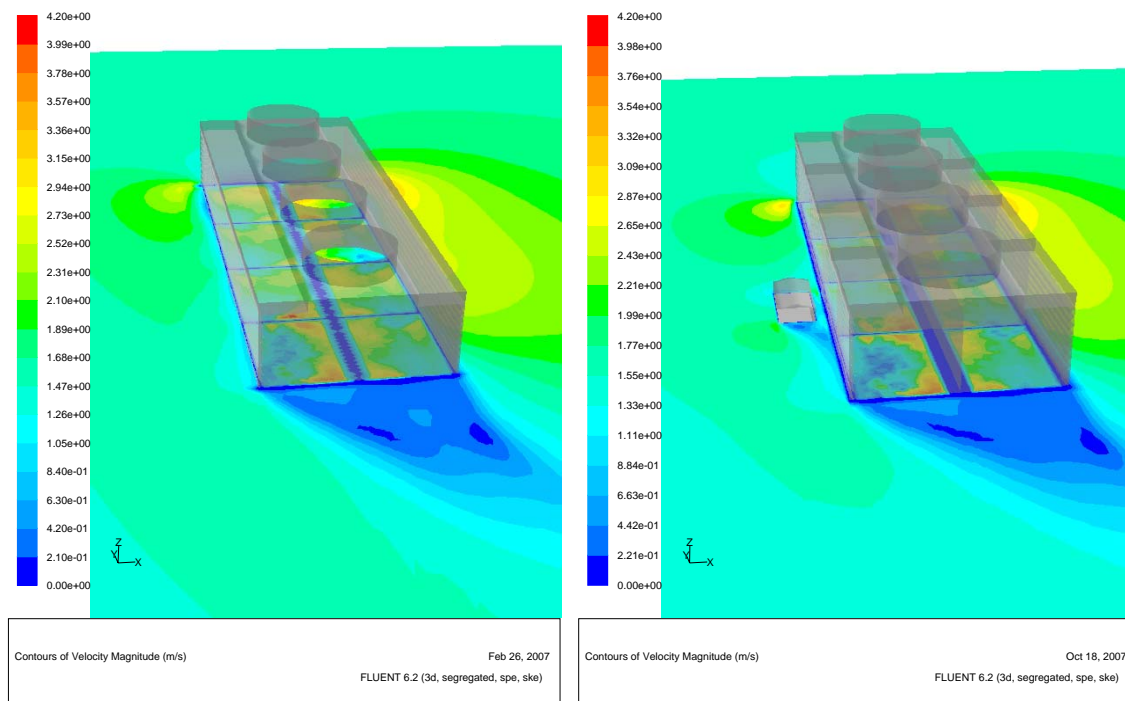 4.20e+00
3.99e+00
3.78e+00
3.57e+00
3.36e+00
3.15e+00
2.94e+00
2.73e+00
2.52e+00
2.31e+00
2.10e+00
1.89e+00
1.68e+00
1.47e+00
1.26e+00
1.05e+00
8.40e-01
6.30e-01
4.20e-01
2.10e-01
0.00e+00
Z
Y
X
Contours of Velocity Magnitude (m/s)
Feb 26, 2007
FLUENT 6.2 (3d, segregated, spe, ske)
4.20e+00
3.98e+00
3.76e+00
3.54e+00
3.32e+00
3.09e+00
2.87e+00
2.65e+00
2.43e+00
2.21e+00
1.99e+00
1.77e+00
1.55e+00
1.33e+00
1.11e+00
8.84e-01
6.63e-01
4.42e-01
2.21e-01
0.00e+00
Z
Y
X
Contours of Velocity Magnitude (m/s)
Oct 18, 2007
FLUENT 6.2 (3d, segregated, spe, ske)